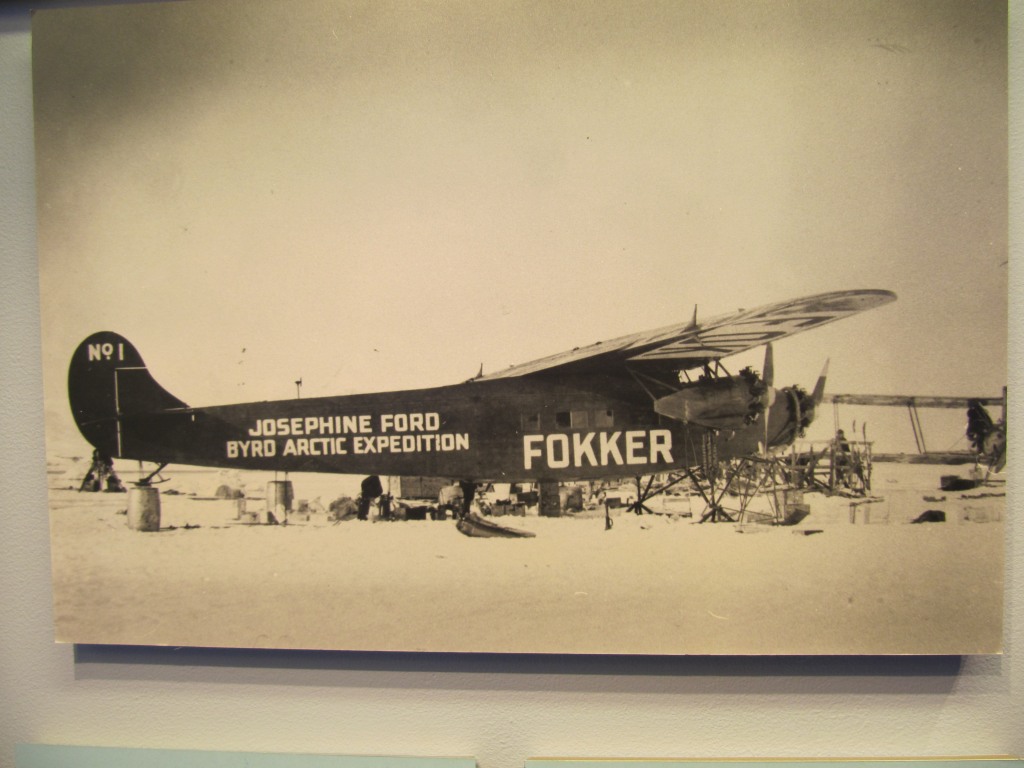 Nº 1
JOSEPHINE FORD
BYRD ARCTIC EXPEDITION
FOKKER